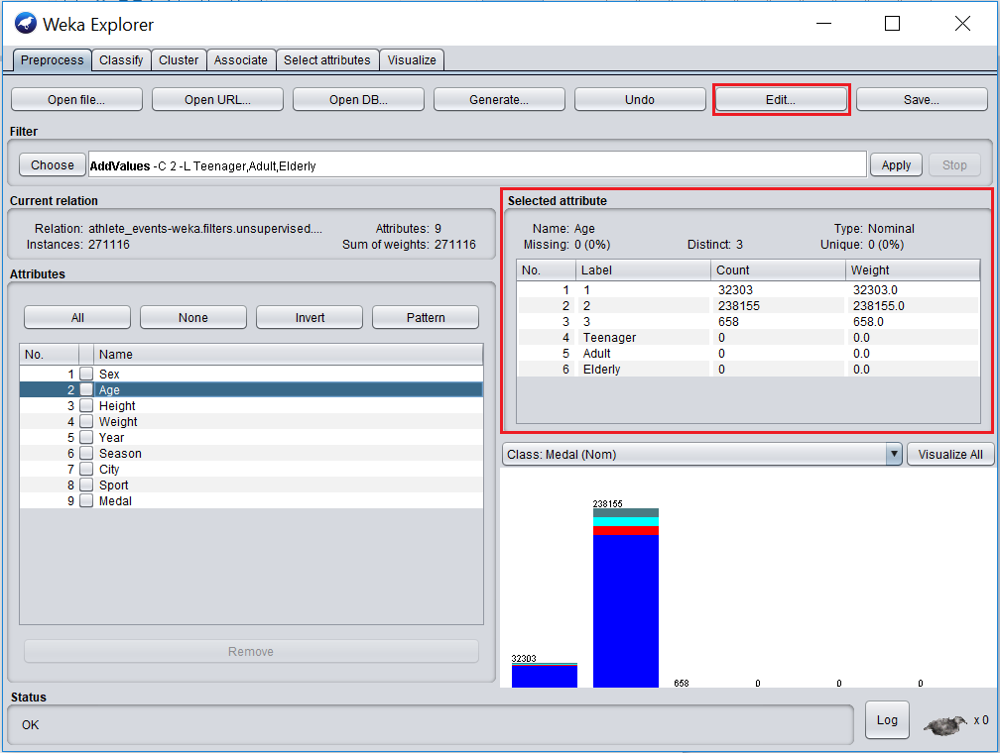 Weka Explorer
Preprocess Classify Cluster Associate Select attributes Visualize
Open file... Open URL... Open DB... Generate... Undo Edit... Save...
Filter
Choose AddValues -C 2 -L Teenager,Adult,Elderly Apply Stop
Current relation
Relation: athlete_events-weka.filters.unsupervised.... Attributes: 9
Instances: 271116 Sum of weights: 271116
Attributes
All None Invert Pattern
No. Name
1 Sex
2 Age
3 Height
4 Weight
5 Year
6 Season
7 City
8 Sport
9 Medal
Remove
Selected attribute
Name: Age Type: Nominal
Missing: 0 (0%) Distinct: 3 Unique: 0 (0%)
No. Label Count Weight
1 1 32303 32303.0
2 2 238155 238155.0
3 3 658 658.0
4 Teenager 0 0.0
5 Adult 0 0.0
6 Elderly 0 0.0
Class: Medal (Nom) Visualize All
238155
32303
658 0 0 0
Status
OK
Log x 0